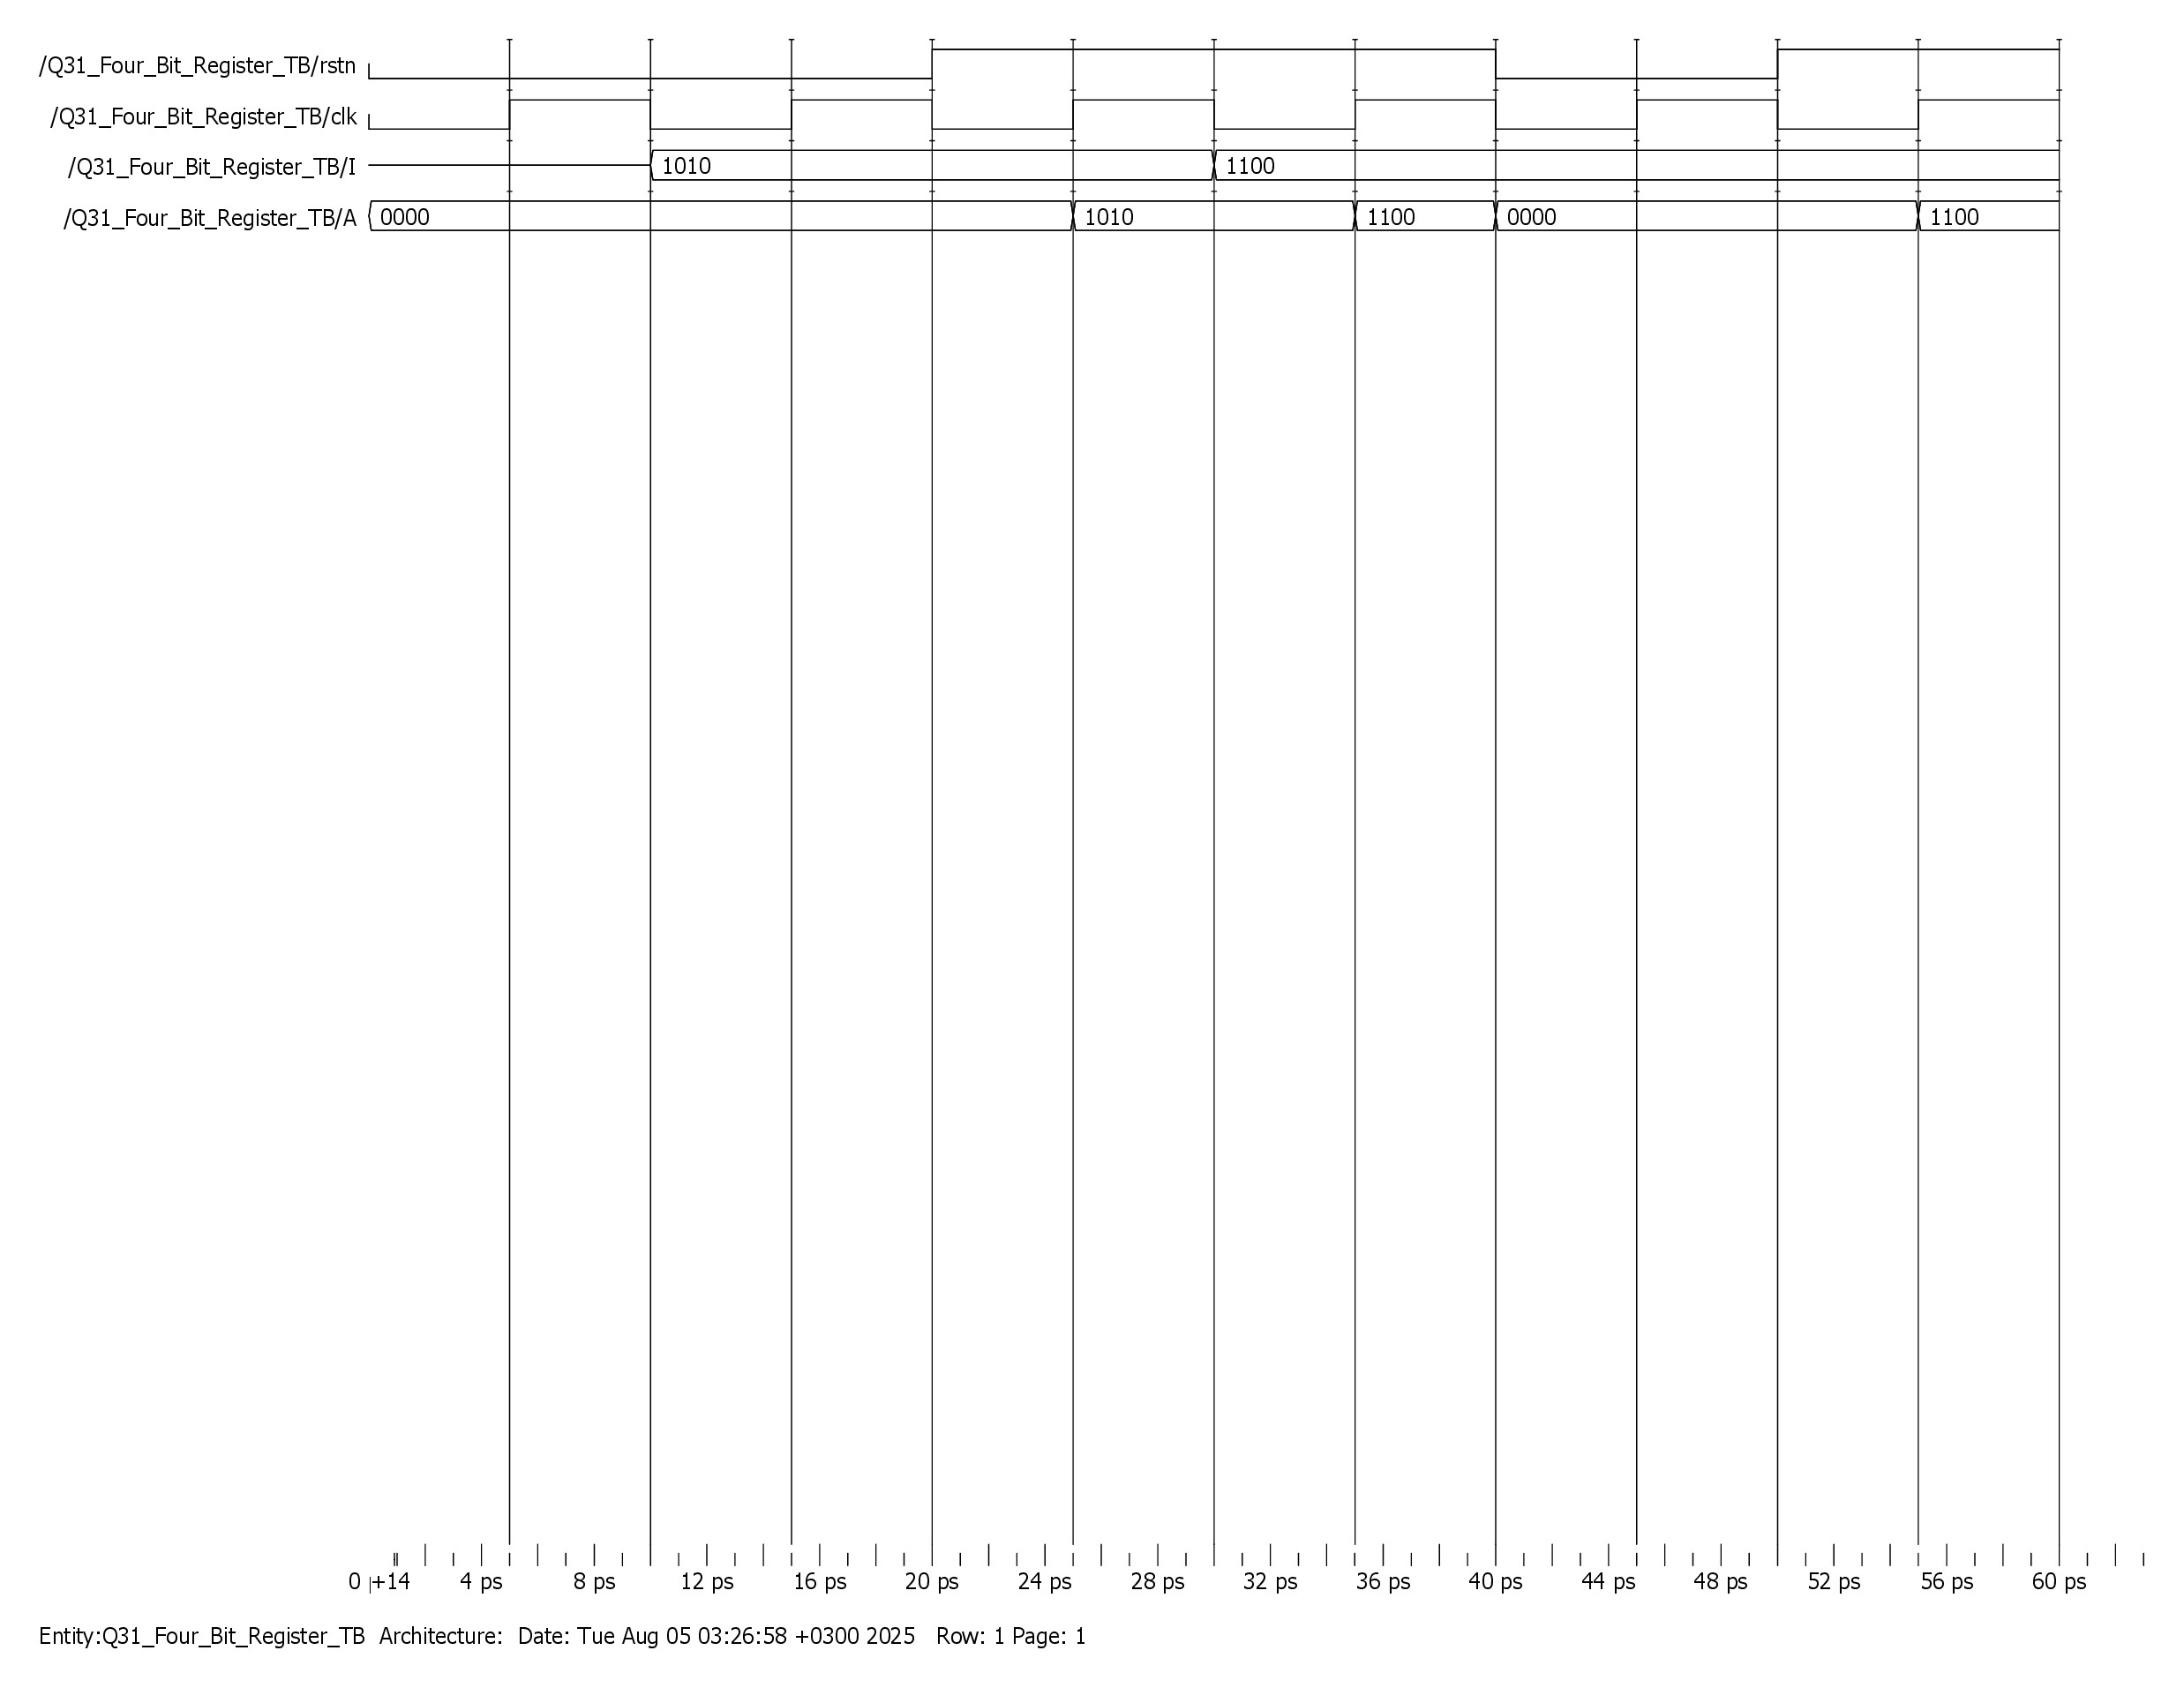 /Q31_Four_Bit_Register_TB/rstn
/Q31_Four_Bit_Register_TB/clk
/Q31_Four_Bit_Register_TB/I 1010 1100
/Q31_Four_Bit_Register_TB/A 0000 1010 1100 0000 1100
0 |+14 4 ps 8 ps 12 ps 16 ps 20 ps 24 ps 28 ps 32 ps 36 ps 40 ps 44 ps 48 ps 52 ps 56 ps 60 ps
Entity:Q31_Four_Bit_Register_TB Architecture: Date: Tue Aug 05 03:26:58 +0300 2025 Row: 1 Page: 1